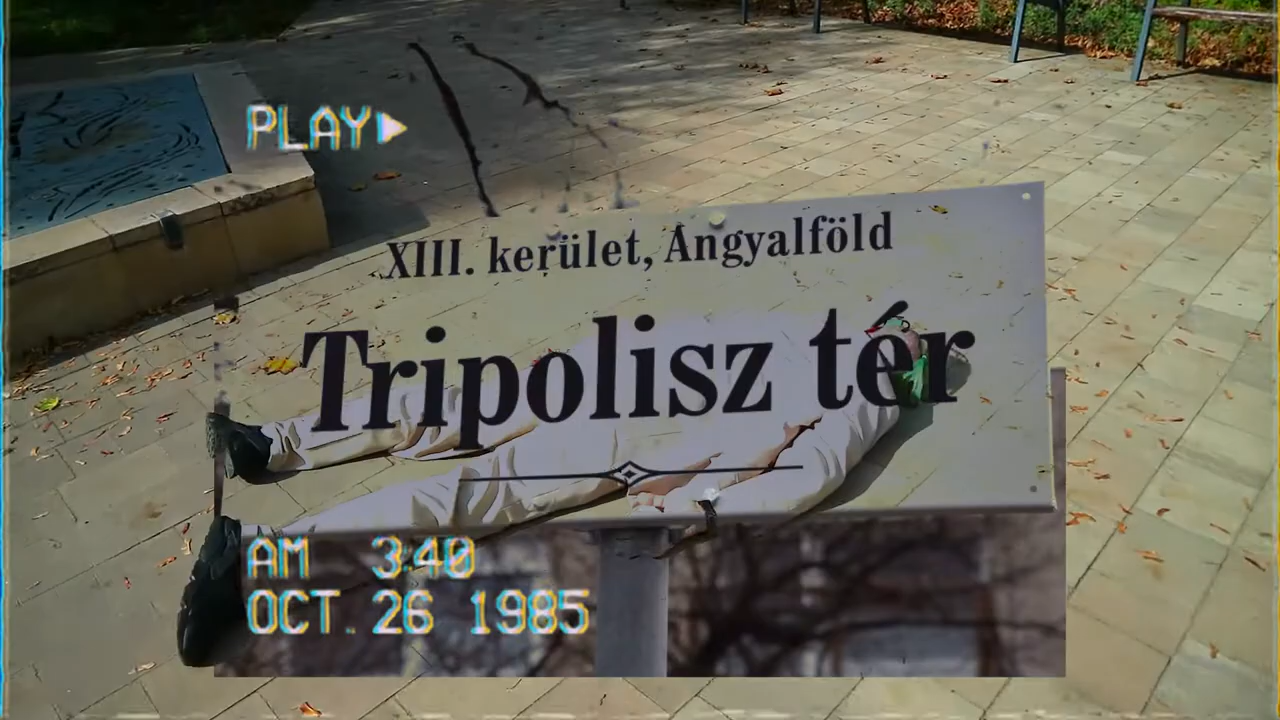 PLAY
XIII. kerület, Angyalföld
Tripolisz tér
AM 3:40
OCT. 26 1985